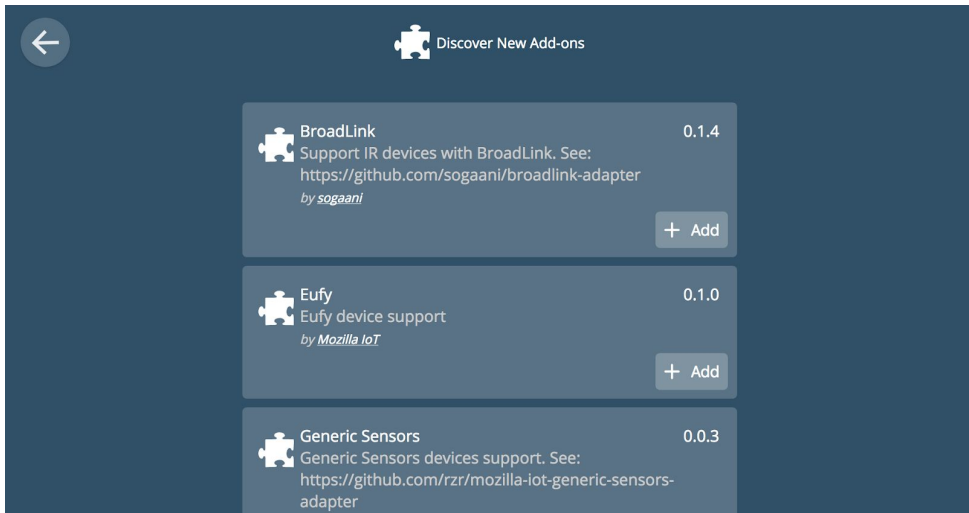 Discover New Add-ons
BroadLink
0.1.4
Support IR devices with BroadLink. See:
https://github.com/sogaani/broadlink-adapter
by sogaani
+ Add
Eufy
0.1.0
Eufy device support
by Mozilla IoT
+ Add
Generic Sensors
0.0.3
Generic Sensors devices support. See:
https://github.com/rzr/mozilla-iot-generic-sensors-
adapter